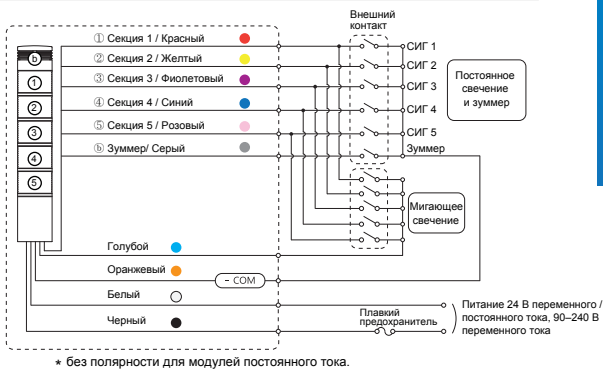 Внешний
контакт
① Секция 1 / Красный
СИГ 1
② Секция 2 / Желтый
СИГ 2
③ Секция 3 / Фиолетовый
СИГ 3
④ Секция 4 / Синий
СИГ 4
⑤ Секция 5 / Розовый
СИГ 5
ⓑ Зуммер/ Серый
Зуммер
Постоянное
свечение
и зуммер
b
1
2
3
4
5
Мигающее
свечение
Голубой
Оранжевый
- COM
Белый
Черный
Плавкий
предохранитель
Питание 24 В переменного /
постоянного тока, 90–240 В
переменного тока
* без полярности для модулей постоянного тока.